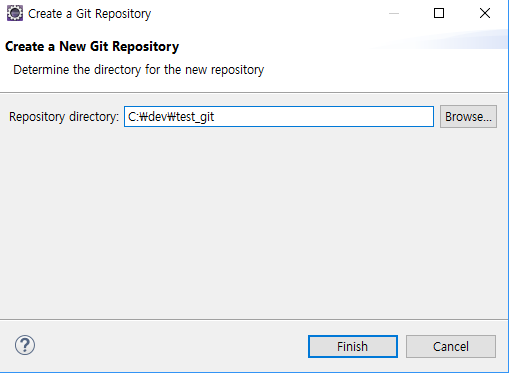 Create a Git Repository
Create a New Git Repository
Determine the directory for the new repository
Repository directory: C:₩dev₩test_git Browse...
? Finish Cancel